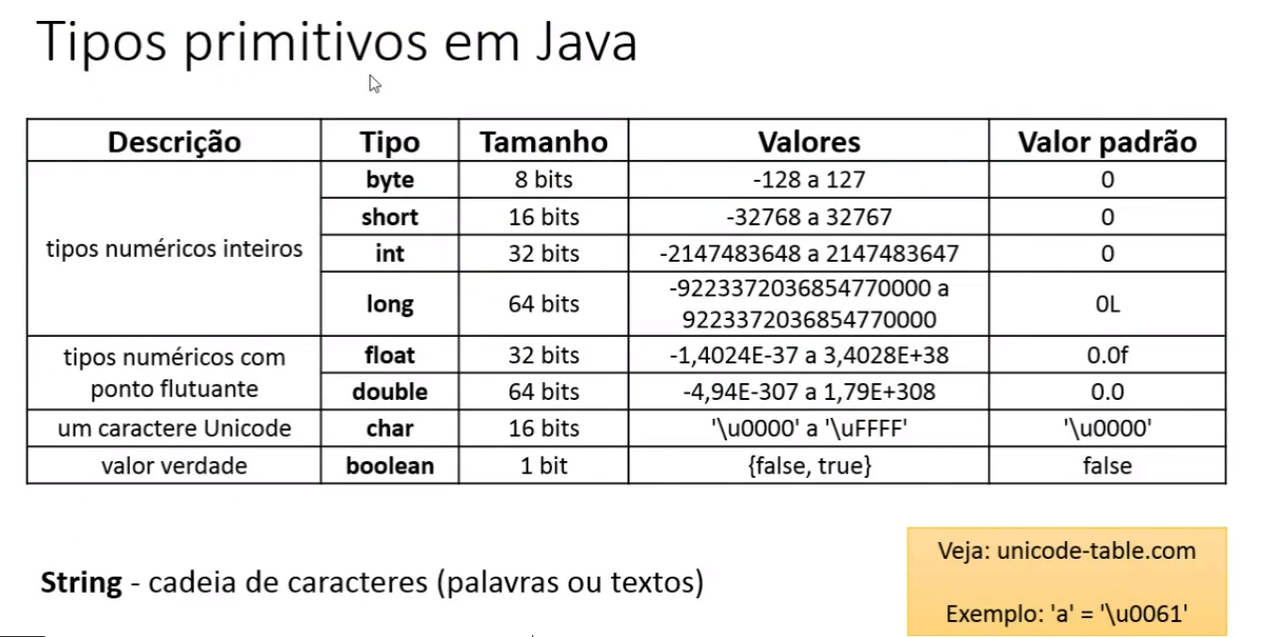 Tipos primitivos em Java
Descrição Tipo Tamanho Valores Valor padrão
tipos numéricos inteiros
byte 8 bits -128 a 127 0
short 16 bits -32768 a 32767 0
int 32 bits -2147483648 a 2147483647 0
long 64 bits -9223372036854770000 a
9223372036854770000 0L
tipos numéricos com
ponto flutuante
float 32 bits -1,4024E-37 a 3,4028E+38 0.0f
double 64 bits -4,94E-307 a 1,79E+308 0.0
um caractere Unicode char 16 bits '\u0000' a '\uFFFF' '\u0000'
valor verdade boolean 1 bit {false, true} false
String - cadeia de caracteres (palavras ou textos)
Veja: unicode-table.com
Exemplo: 'a' = '\u0061'